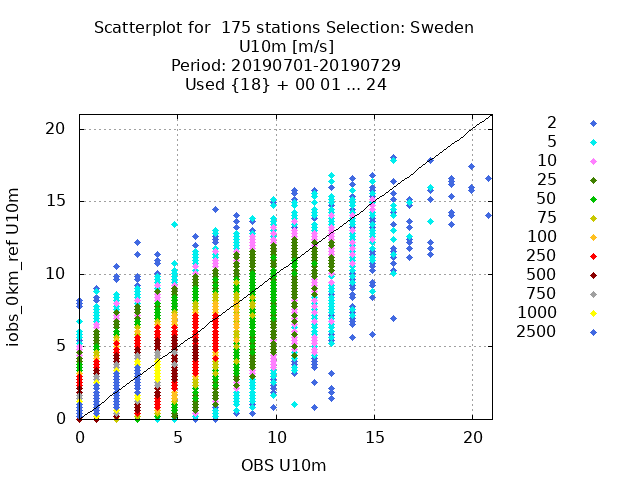 Scatterplot for  175 stations Selection: Sweden
U10m [m/s]
Period: 20190701-20190729
Used {18} + 00 01 ... 24
iobs_0km_ref U10m
20
15
10
5
0
0 5 10 15 20
OBS U10m
2
5
10
25
50
75
100
250
500
750
1000
2500